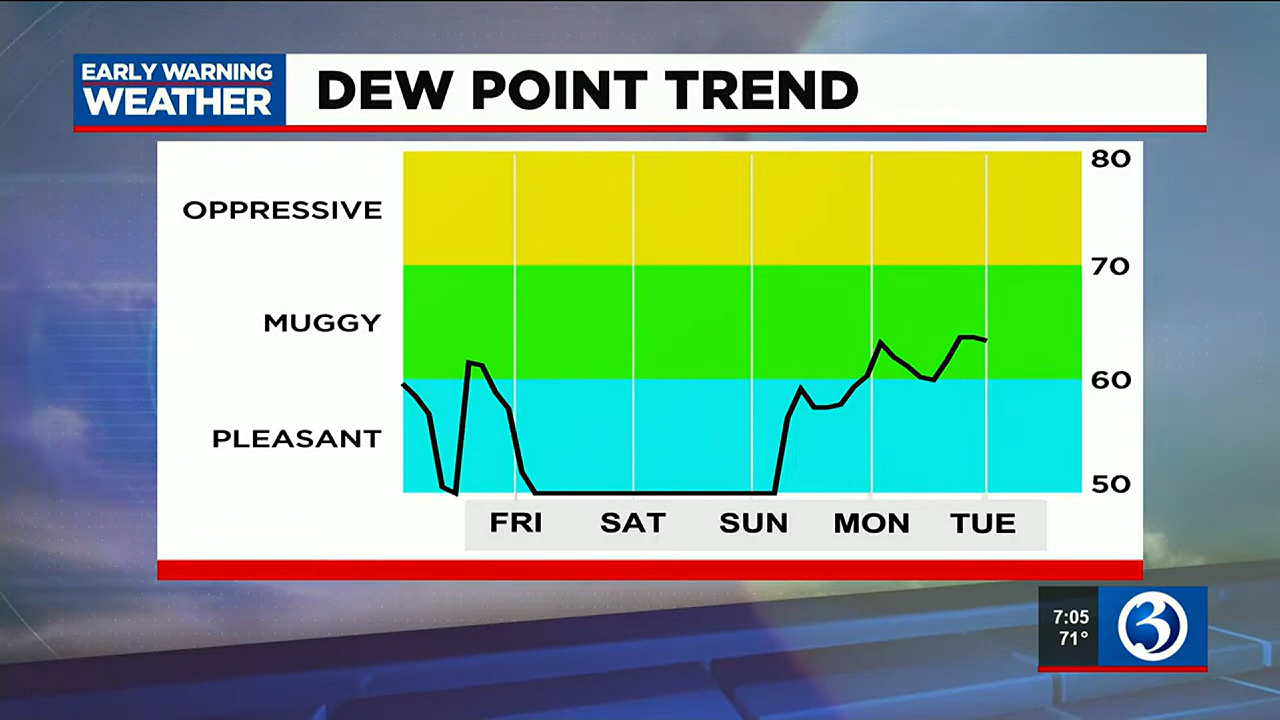 EARLY WARNING
WEATHER
DEW POINT TREND
80
OPPRESSIVE
70
MUGGY
60
PLEASANT
50
FRI SAT SUN MON TUE
7:05
71°
3